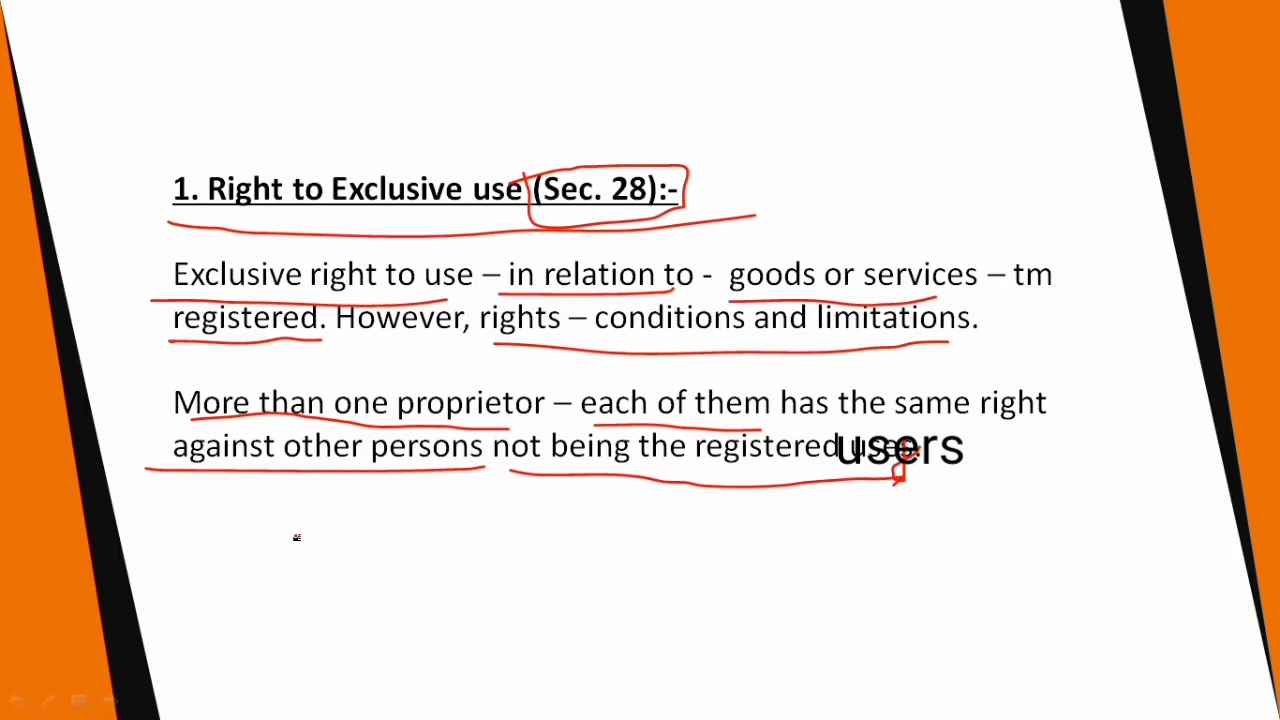 1. Right to Exclusive use (Sec. 28):-
Exclusive right to use – in relation to - goods or services – tm
registered. However, rights – conditions and limitations.
More than one proprietor – each of them has the same right
against other persons not being the registered users